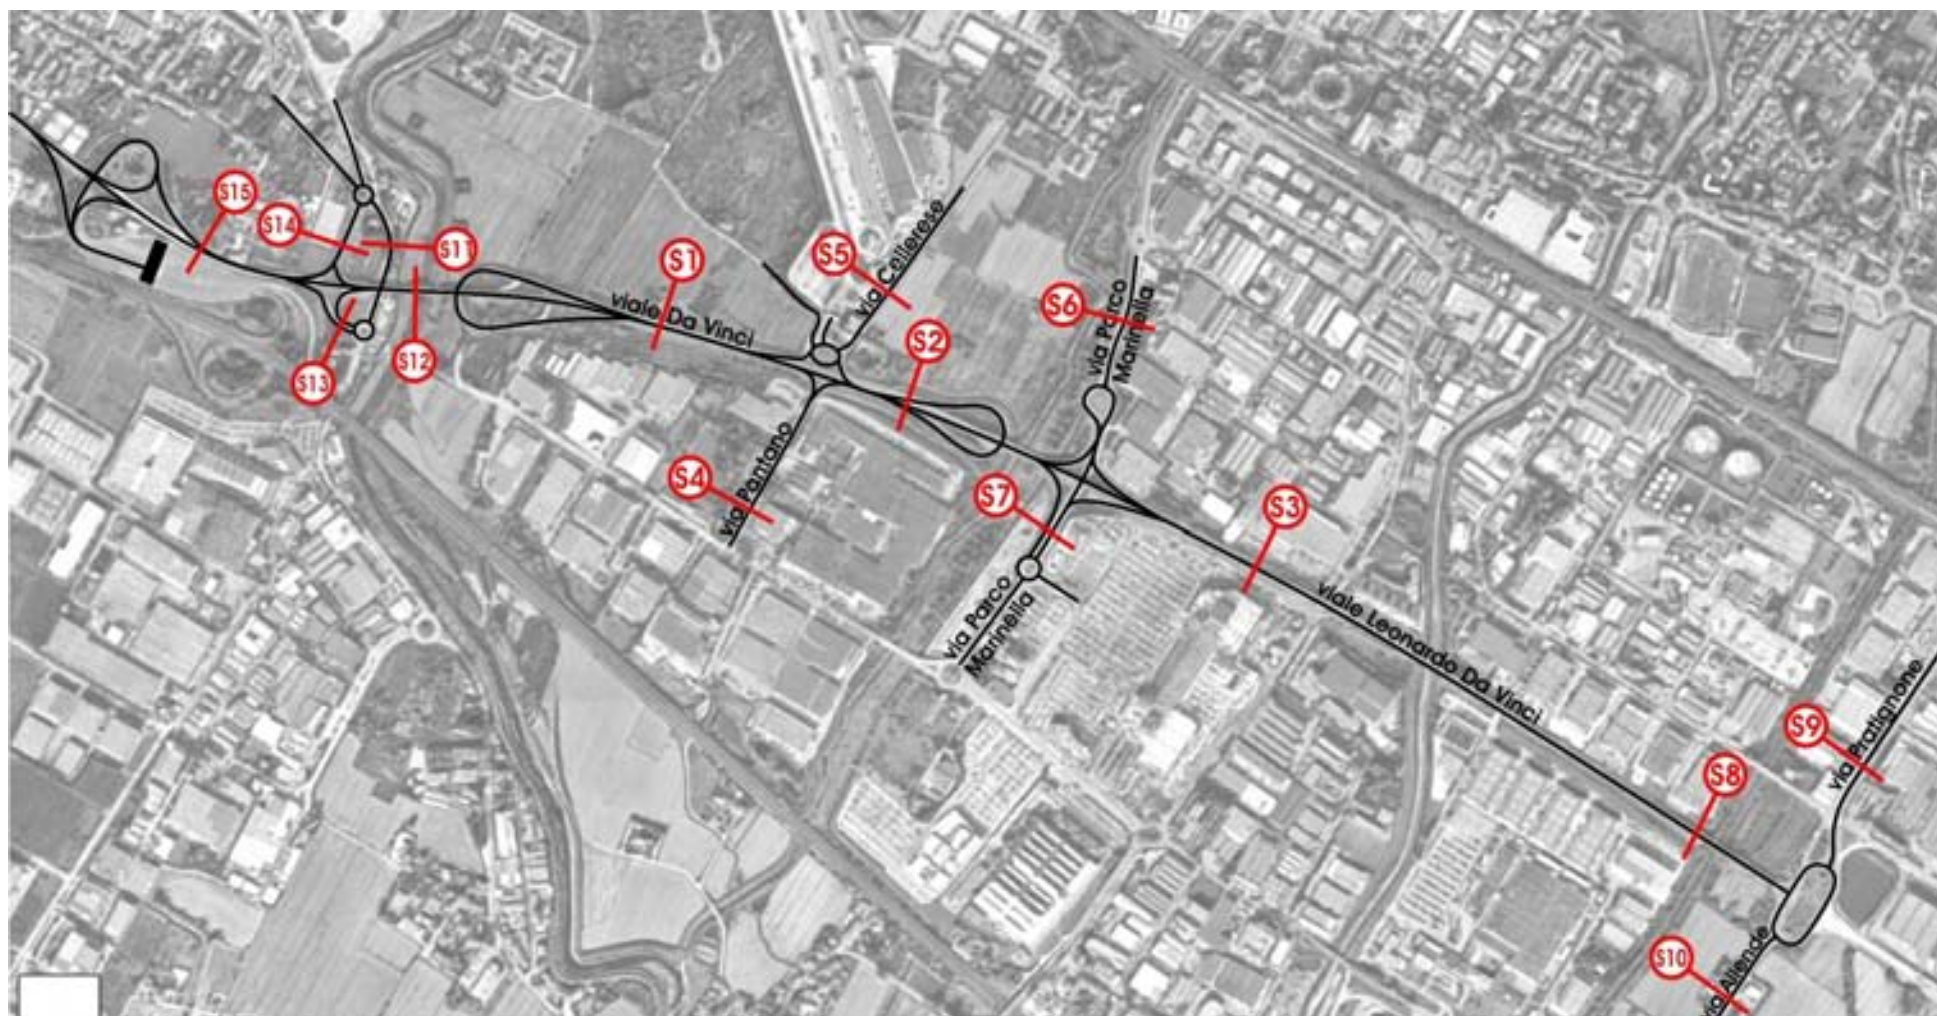 S15
S14
S11
S1
S5
via Cellerese
S6
via Parco
Marinella
viale Da Vinci
S2
S12
S13
S4
via Pantano
S7
S3
via Parco
Marinella
viale Leonardo Da Vinci
S9
via Pratignone
S8
S10
via Allende